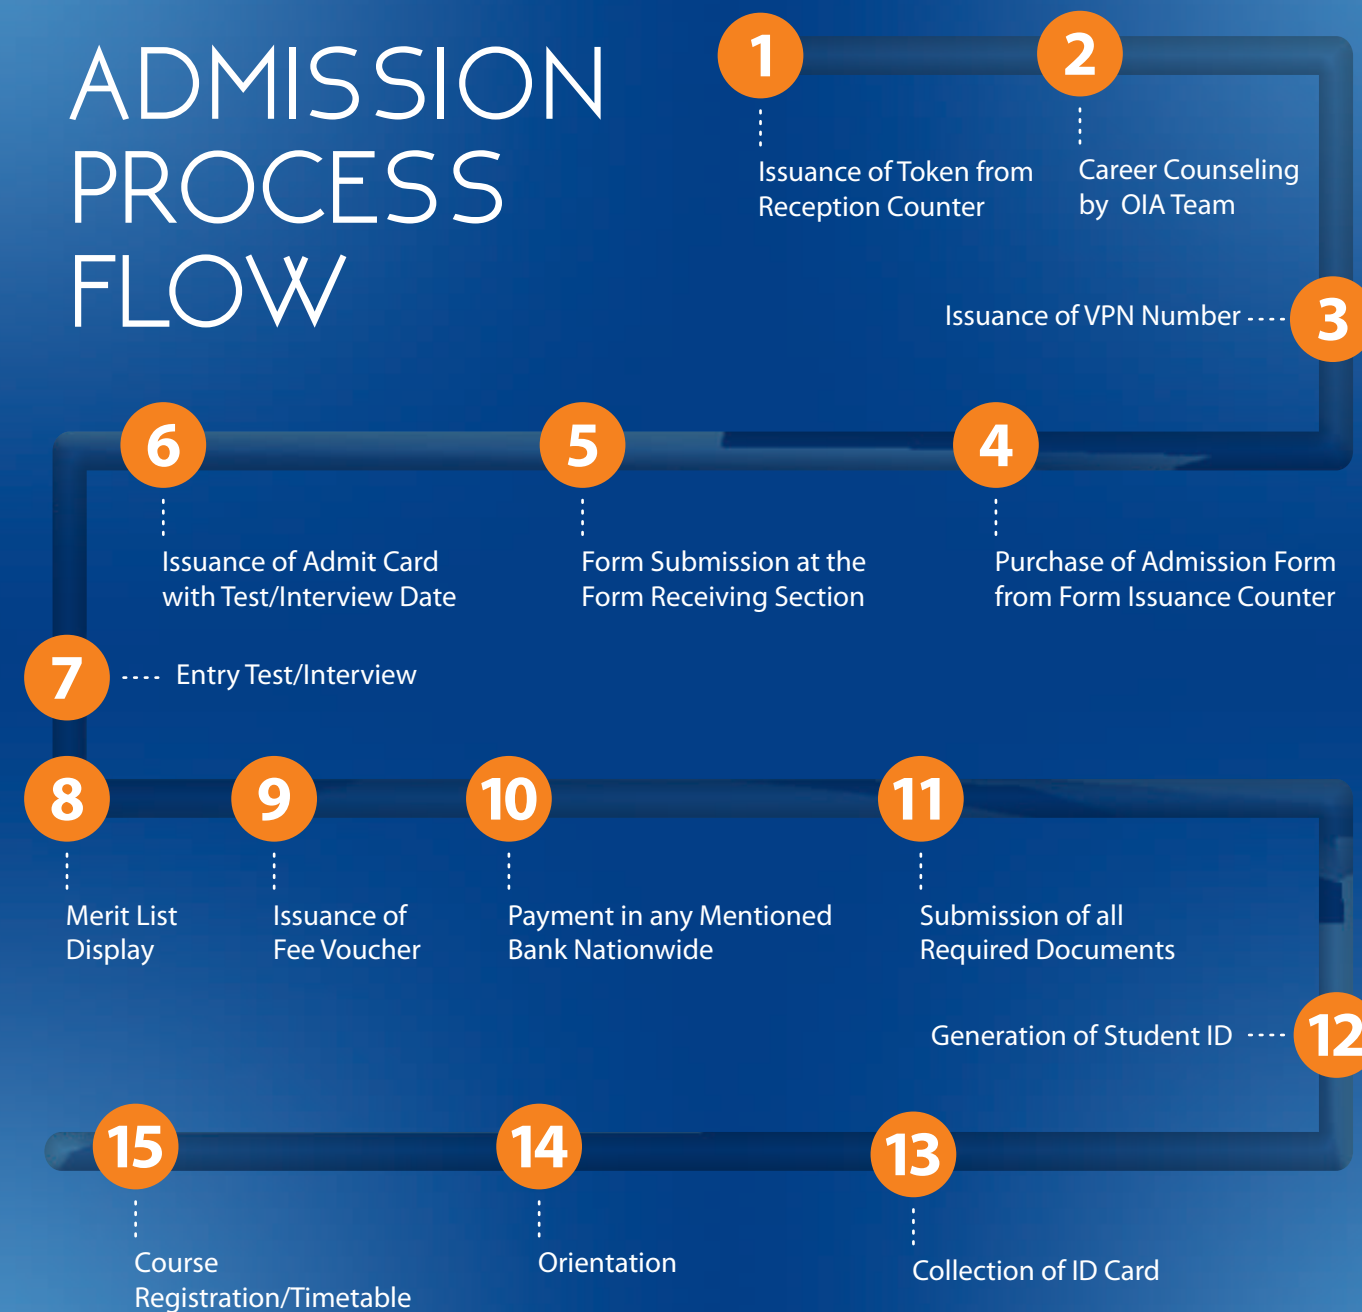 ADMISSION
PROCESS
FLOW
1
Issuance of Token from
Reception Counter
2
Career Counseling
by OIA Team
3
Issuance of VPN Number
4
Purchase of Admission Form
from Form Issuance Counter
5
Form Submission at the
Form Receiving Section
6
Issuance of Admit Card
with Test/Interview Date
7
Entry Test/Interview
8
Merit List
Display
9
Issuance of
Fee Voucher
10
Payment in any Mentioned
Bank Nationwide
11
Submission of all
Required Documents
12
Generation of Student ID
13
Collection of ID Card
14
Orientation
15
Course
Registration/Timetable